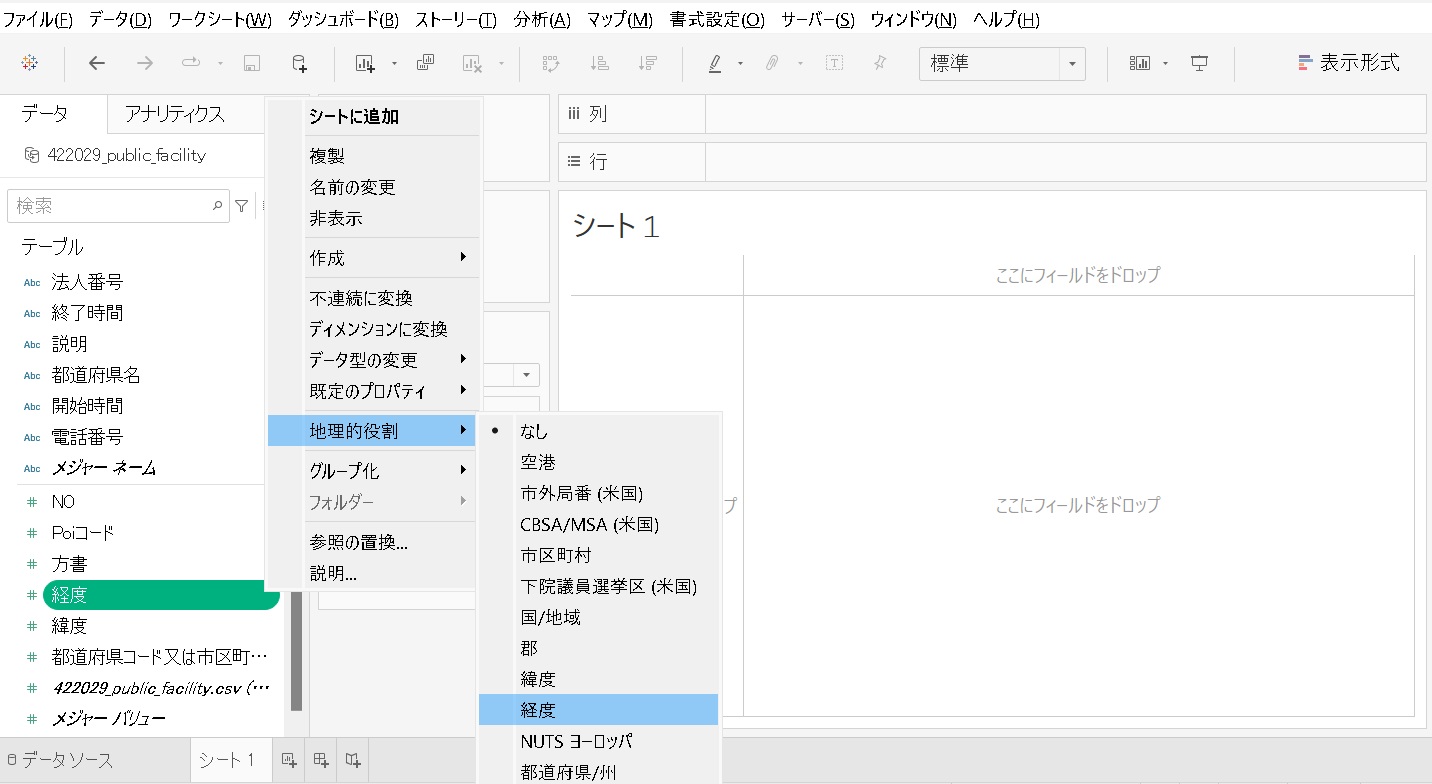 ファイル(F) データ(D) ワークシート(W) ダッシュボード(B) ストーリー(T) 分析(A) マップ(M) 書式設定(O) サーバー(S) ウィンドウ(N) ヘルプ(H)
標準
表示形式
データ
アナリティクス
422029_public_facility
検索
テーブル
Abc 法人番号
Abc 終了時間
Abc 説明
Abc 都道府県名
Abc 開始時間
Abc 電話番号
Abc メジャー ネーム
# NO
# Poiコード
# 方書
# 経度
# 緯度
# 都道府県コード又は市区町…
# 422029_public_facility.csv (…
# メジャー バリュー
シートに追加
複製
名前の変更
非表示
作成
不連続に変換
ディメンションに変換
データ型の変更
既定のプロパティ
地理的役割
グループ化
フォルダー
参照の置換...
説明...
なし
空港
市外局番 (米国)
CBSA/MSA (米国)
市区町村
下院議員選挙区 (米国)
国/地域
郡
緯度
経度
NUTS ヨーロッパ
都道府県/州
列
行
シート 1
ここにフィールドをドロップ
プ
ここにフィールドをドロップ
データソース
シート 1